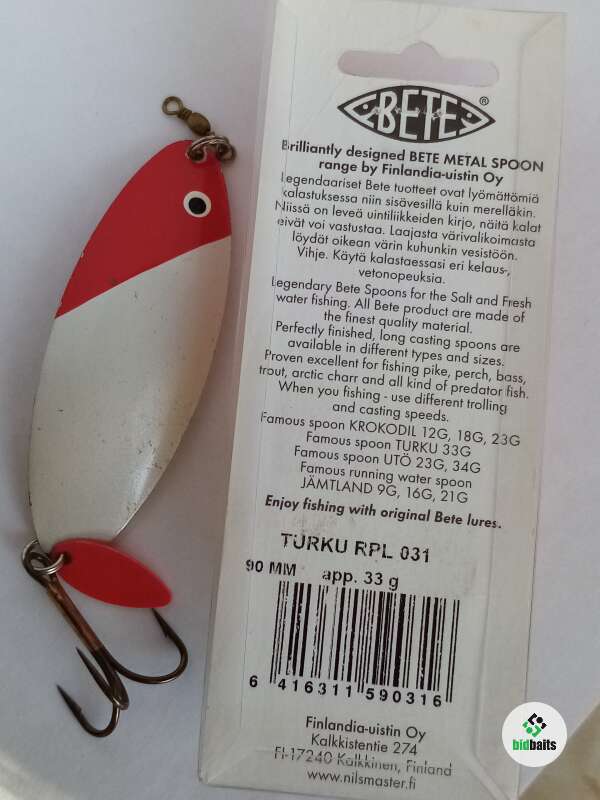 BETE®
Brilliantly designed BETE METAL SPOON
range by Finlandia-uistin Oy
Legendaariset Bete tuotteet ovat lyömättömiä
kalastuksessa niin sisävesillä kuin merelläkin.
Niissä on leveä uintiliikkeiden kirjo, näitä kalat
eivät voi vastustaa. Laajasta värivalikoimasta
löydät oikean värin kuhunkin vesistöön.
Vihje. Käytä kalastaessasi eri kelaus-,
vetonopeuksia.
Legendary Bete Spoons for the Salt and Fresh
water fishing. All Bete product are made of
the finest quality material.
Perfectly finished, long casting spoons are
available in different types and sizes.
Proven excellent for fishing pike, perch, bass,
trout, arctic charr and all kind of predator fish.
When you fishing - use different trolling
and casting speeds.
Famous spoon KROKODIL 12G, 18G, 23G
Famous spoon TURKU 33G
Famous spoon UTÖ 23G, 34G
Famous running water spoon
JÄMTLAND 9G, 16G, 21G
Enjoy fishing with original Bete lures.
TURKU RPL 031
90 MM app. 33 g
6 416311 590316
Finlandia-uistin Oy
Kalkkistentie 274
FI-17240 Kalkkinen, Finland
www.nilsmaster.fi
bidbaits